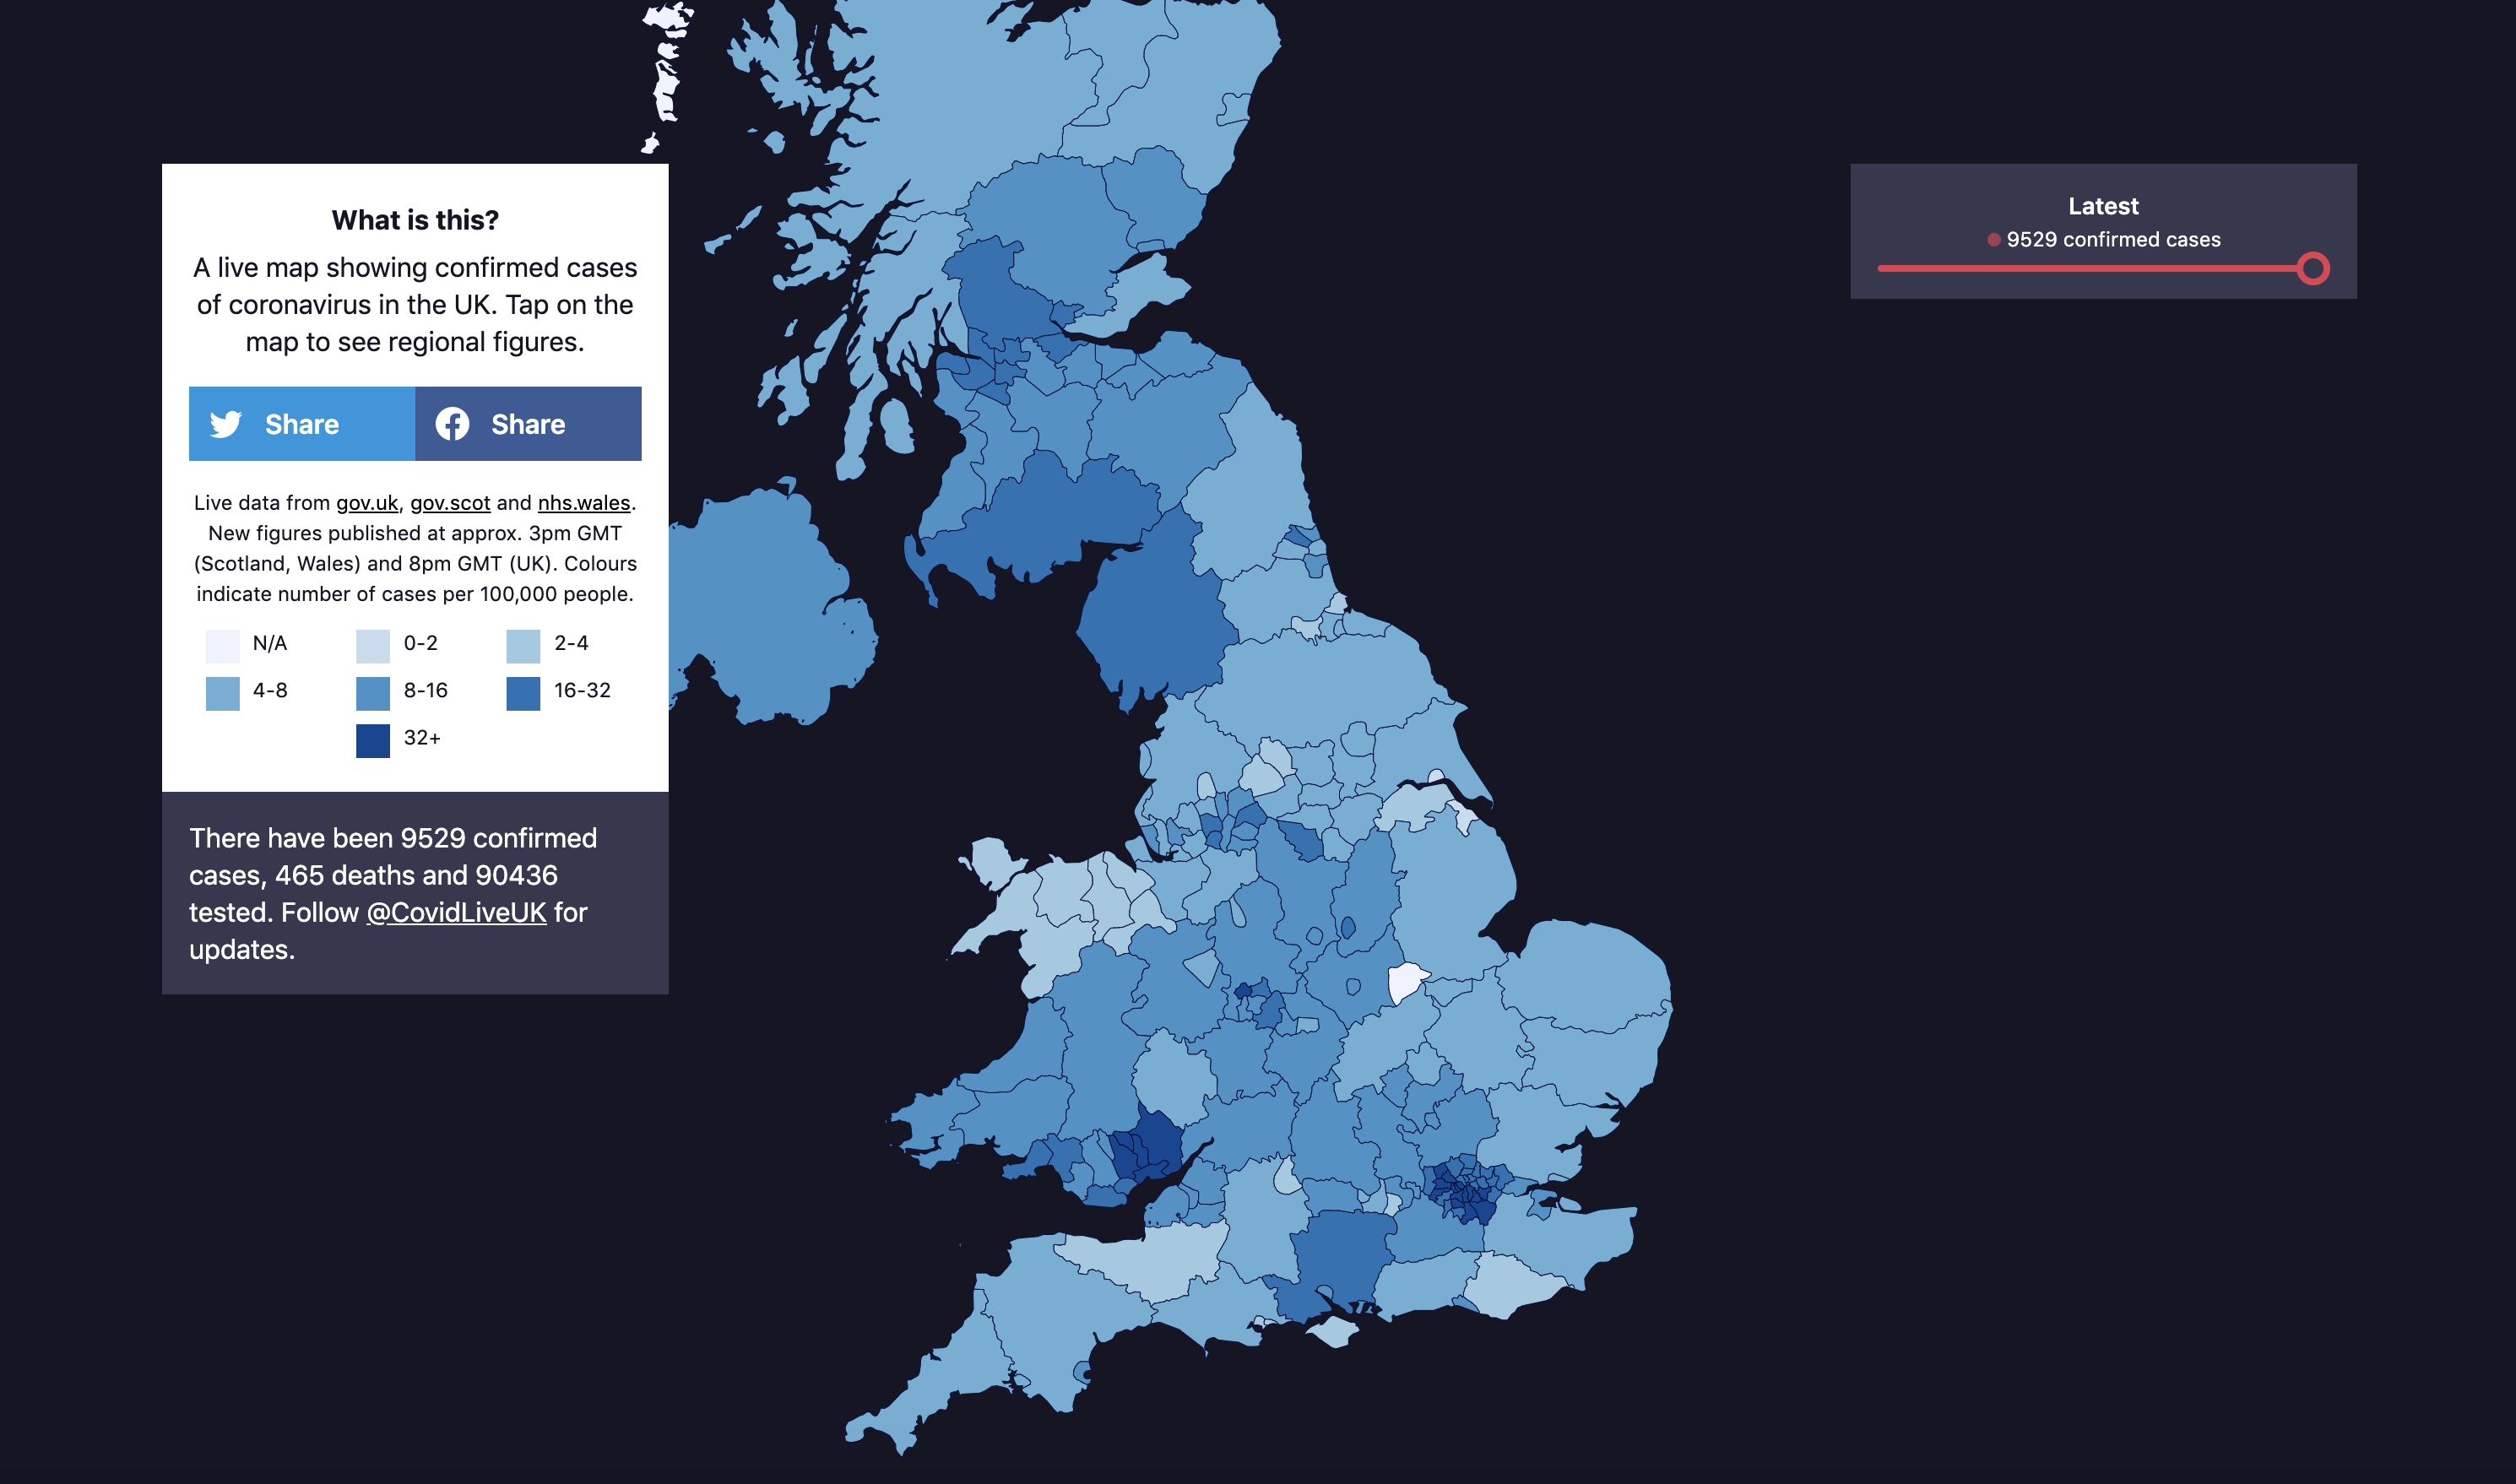 What is this?
A live map showing confirmed cases
of coronavirus in the UK. Tap on the
map to see regional figures.
Share
Share
Live data from gov.uk, gov.scot and nhs.wales.
New figures published at approx. 3pm GMT
(Scotland, Wales) and 8pm GMT (UK). Colours
indicate number of cases per 100,000 people.
N/A
0-2
2-4
4-8
8-16
16-32
32+
There have been 9529 confirmed
cases, 465 deaths and 90436
tested. Follow @CovidLiveUK for
updates.
Latest
9529 confirmed cases